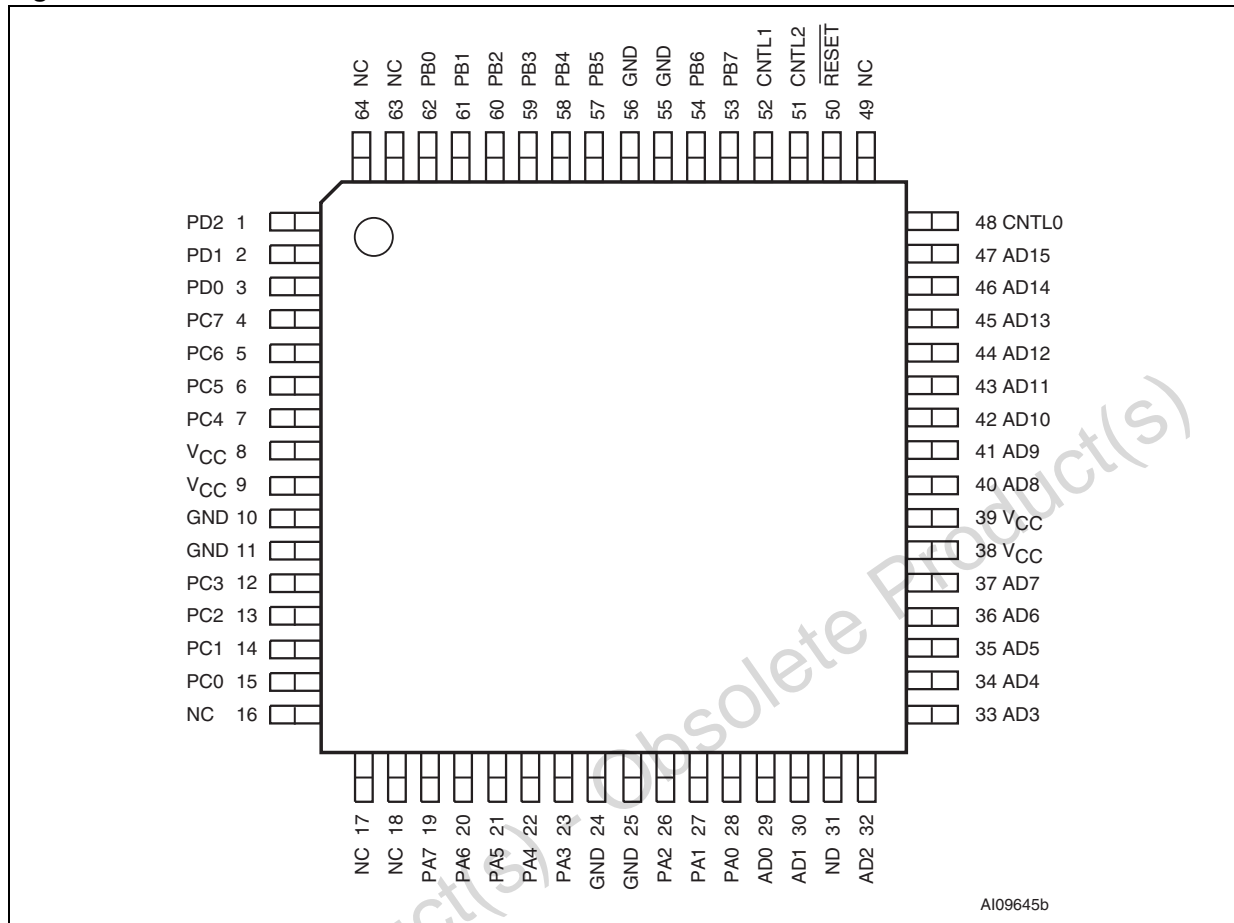 64 NC
63 NC
62 PB0
61 PB1
60 PB2
59 PB3
58 PB4
57 PB5
56 GND
55 GND
54 PB6
53 PB7
52 CNTL1
51 CNTL2
50 RESET
49 NC
PD2 1
PD1 2
PD0 3
PC7 4
PC6 5
PC5 6
PC4 7
VCC 8
VCC 9
GND 10
GND 11
PC3 12
PC2 13
PC1 14
PC0 15
NC 16
48 CNTL0
47 AD15
46 AD14
45 AD13
44 AD12
43 AD11
42 AD10
41 AD9
40 AD8
39 VCC
38 VCC
37 AD7
36 AD6
35 AD5
34 AD4
33 AD3
NC 17
NC 18
PA7 19
PA6 20
PA5 21
PA4 22
PA3 23
GND 24
GND 25
PA2 26
PA1 27
PA0 28
AD0 29
AD1 30
ND 31
AD2 32
AI09645b
uct(s) - Obsolete Product(s)